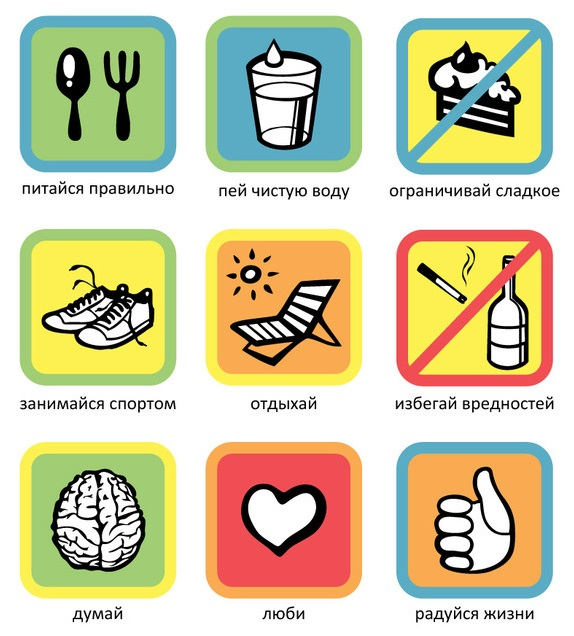 питайся правильно
пей чистую воду
ограничивай сладкое
занимайся спортом
отдыхай
избегай вредностей
думай
люби
радуйся жизни